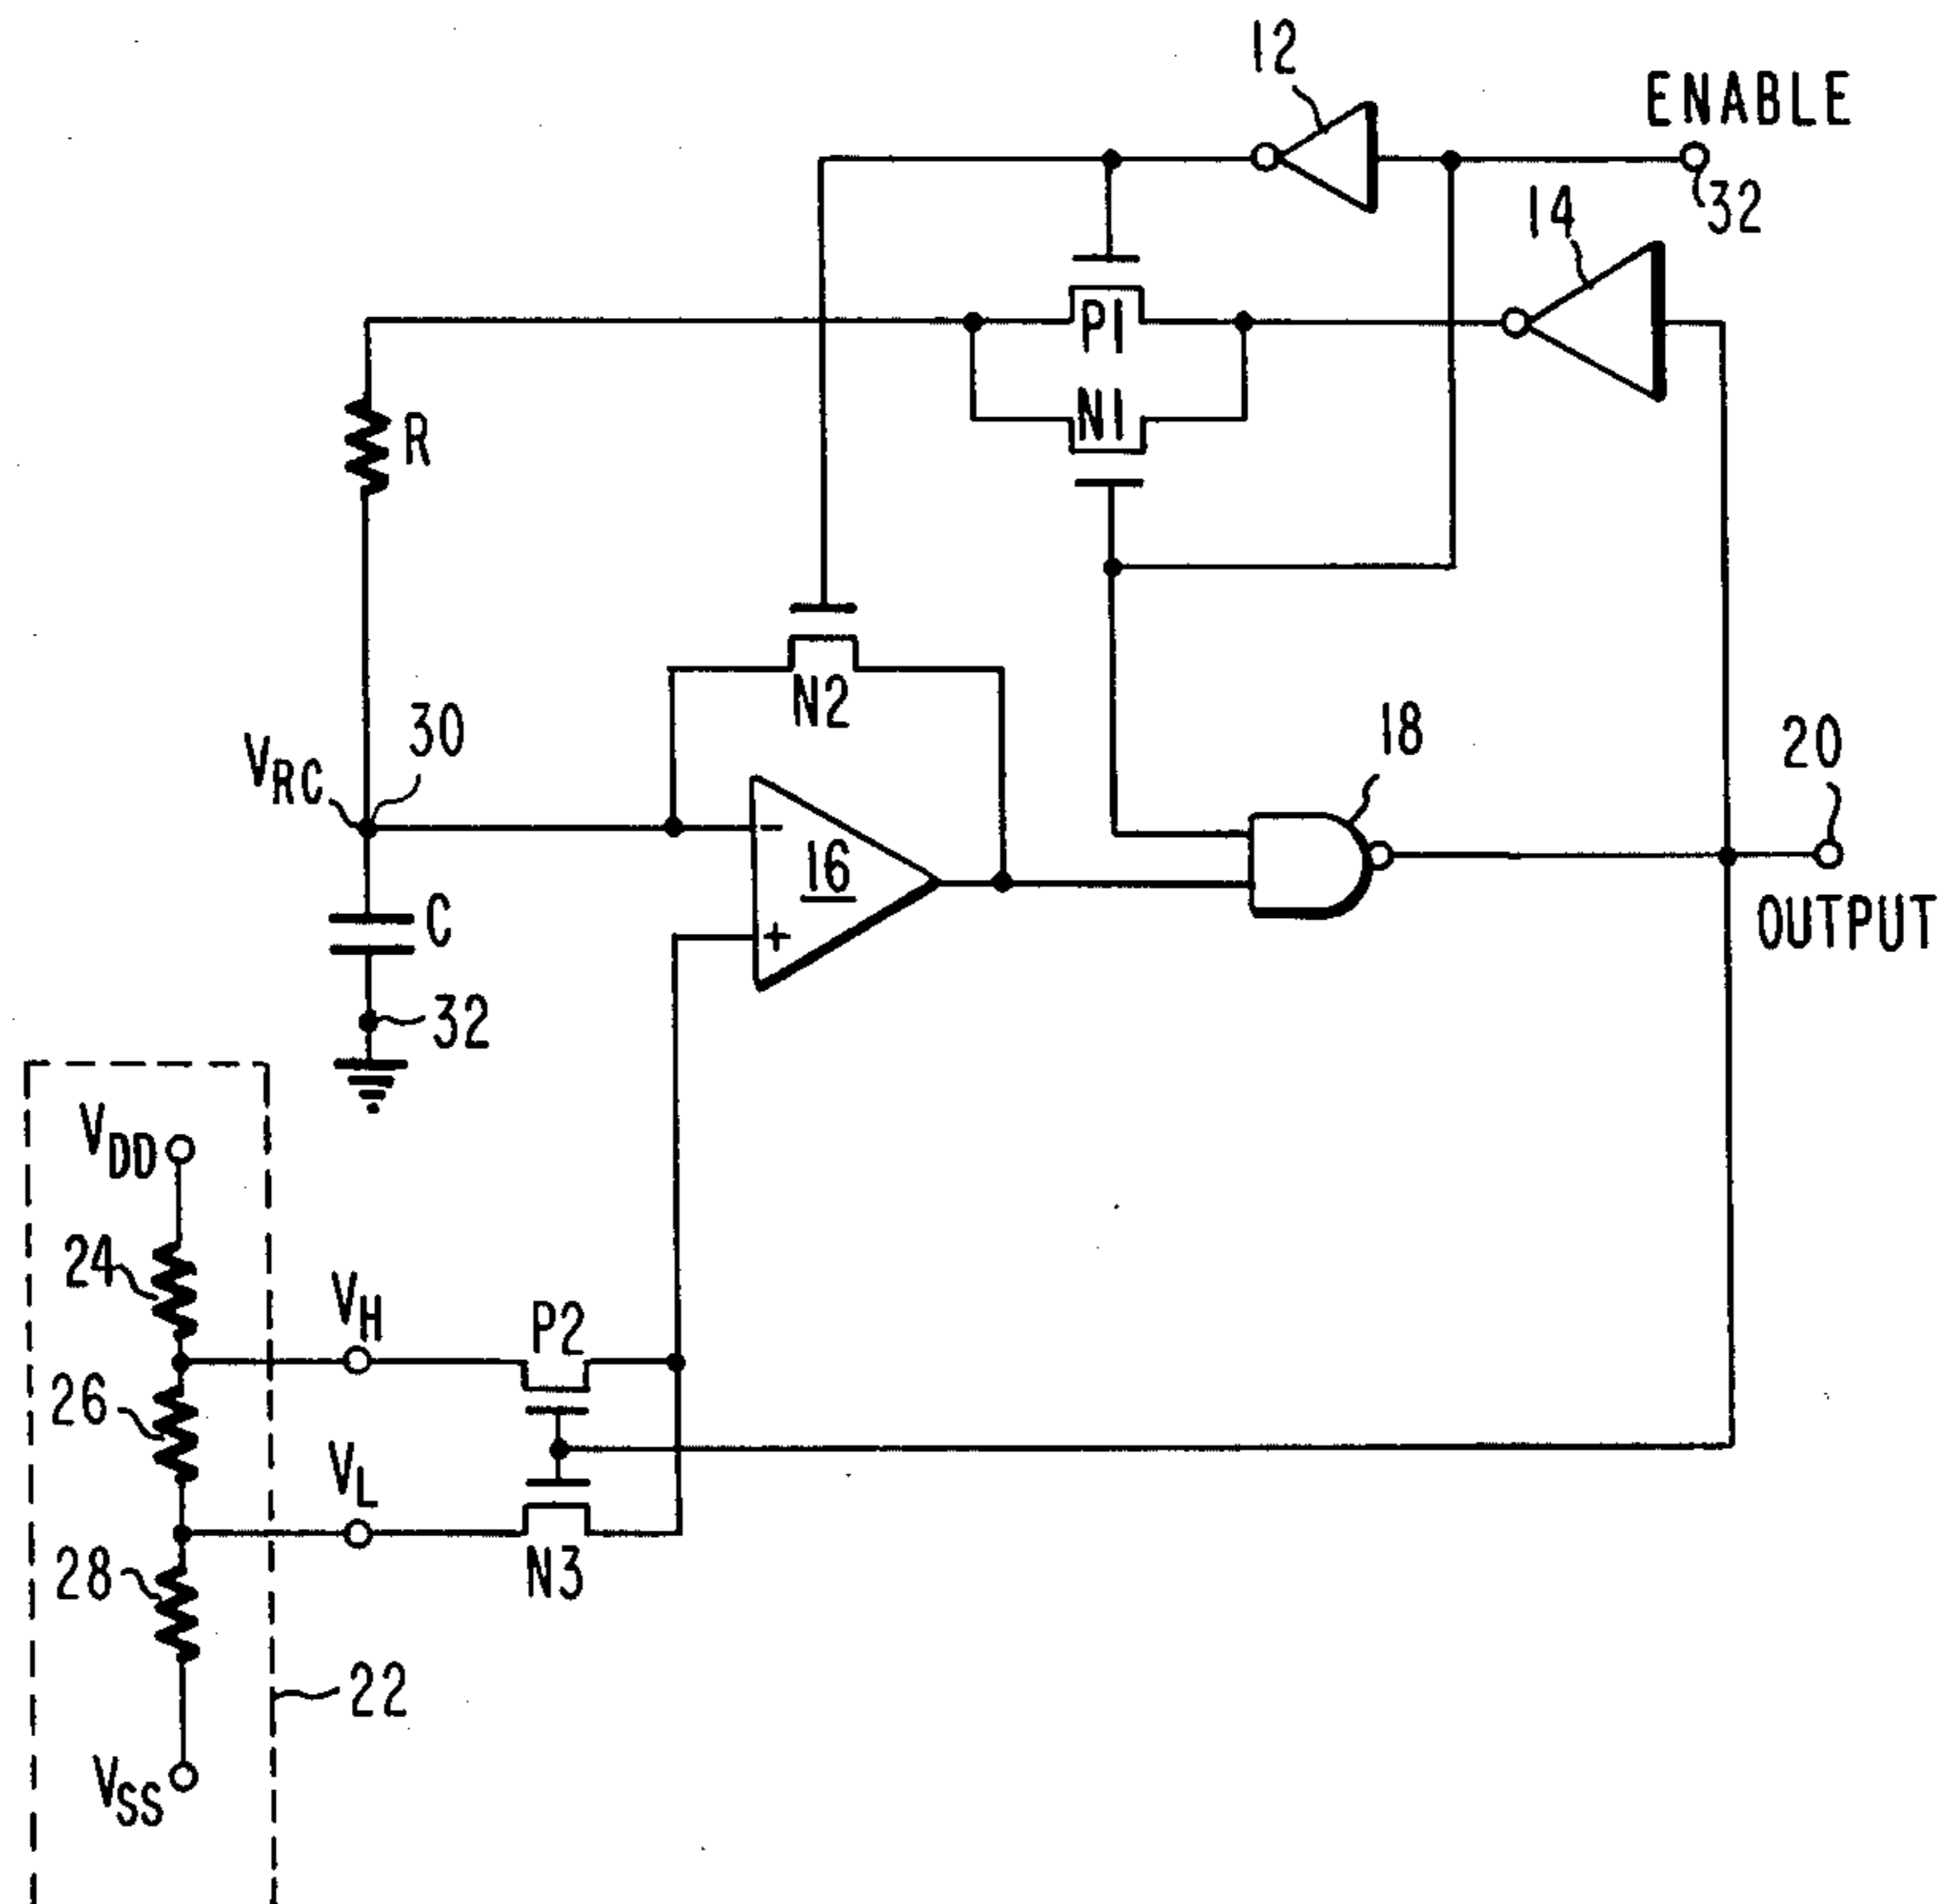 12
ENABLE
32
14
P1
N1
R
N2
30
VRC
18
20
16
C
OUTPUT
32
VDD
24
VH
P2
26
VL
28
N3
22
VSS